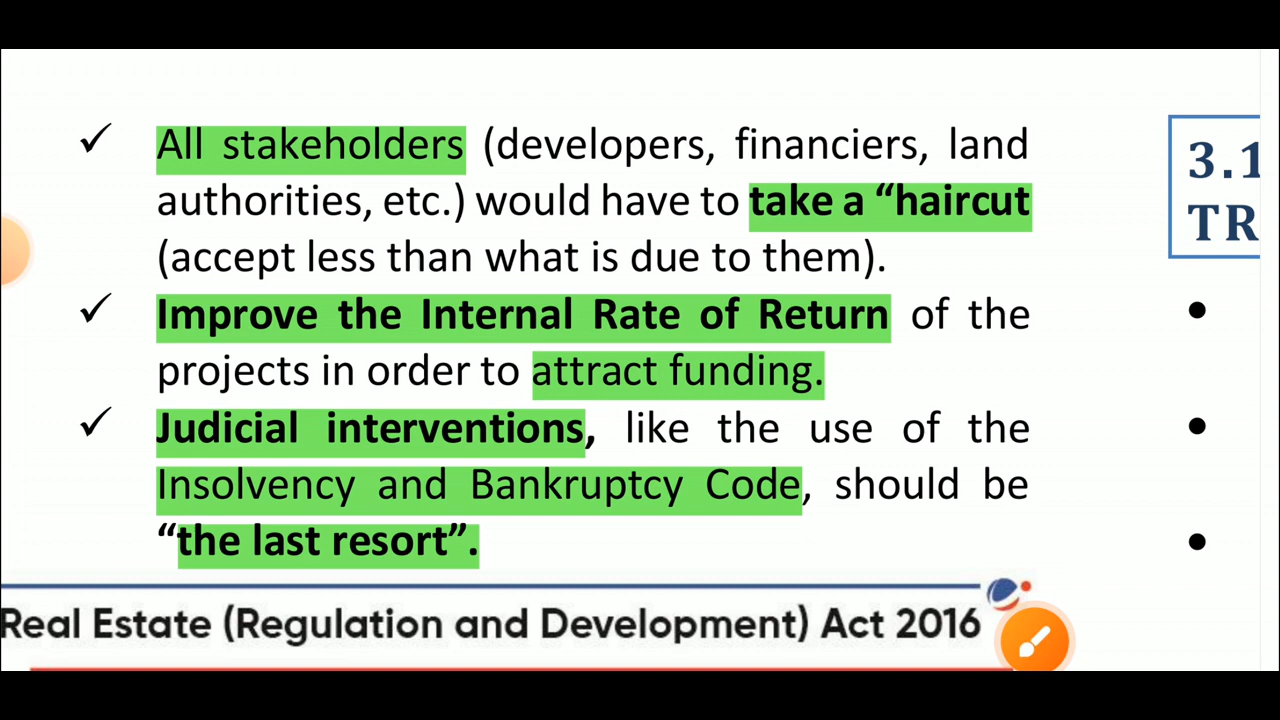 ✓ All stakeholders (developers, financiers, land
authorities, etc.) would have to take a “haircut
(accept less than what is due to them).
✓ Improve the Internal Rate of Return of the
projects in order to attract funding.
✓ Judicial interventions, like the use of the
Insolvency and Bankruptcy Code, should be
“the last resort”.
Real Estate (Regulation and Development) Act 2016
3.1
TR
•
•
•